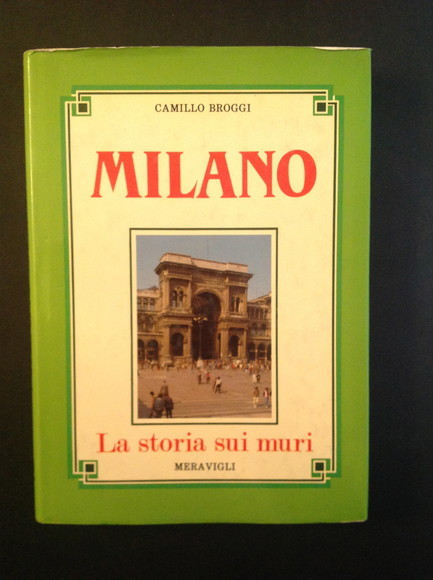 CAMILLO BROGGI
MILANO
La storia sui muri
MERAVIGLI